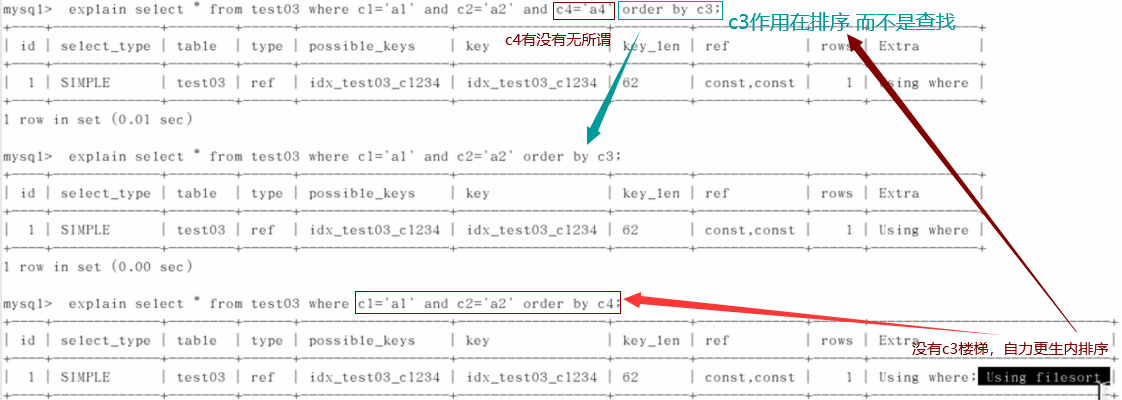 mysql> explain select * from test03 where c1='a1' and c2='a2' and c4='a4' order by c3;
c3作用在排序 而不是查找
c4有没有无所谓
| id | select_type | table | type | possible_keys | key | key_len | ref | rows | Extra |
| 1 | SIMPLE | test03 | ref | idx_test03_c1234 | idx_test03_c1234 | 62 | const,const | 1 | Using where |
1 row in set (0.01 sec)
mysql> explain select * from test03 where c1='a1' and c2='a2' order by c3;
| id | select_type | table | type | possible_keys | key | key_len | ref | rows | Extra |
| 1 | SIMPLE | test03 | ref | idx_test03_c1234 | idx_test03_c1234 | 62 | const,const | 1 | Using where |
1 row in set (0.00 sec)
mysql> explain select * from test03 where c1='a1' and c2='a2' order by c4;
| id | select_type | table | type | possible_keys | key | key_len | ref | rows | Extra
没有c3楼梯，自力更生内排序
| 1 | SIMPLE | test03 | ref | idx_test03_c1234 | idx_test03_c1234 | 62 | const,const | 1 | Using where; Using filesort |